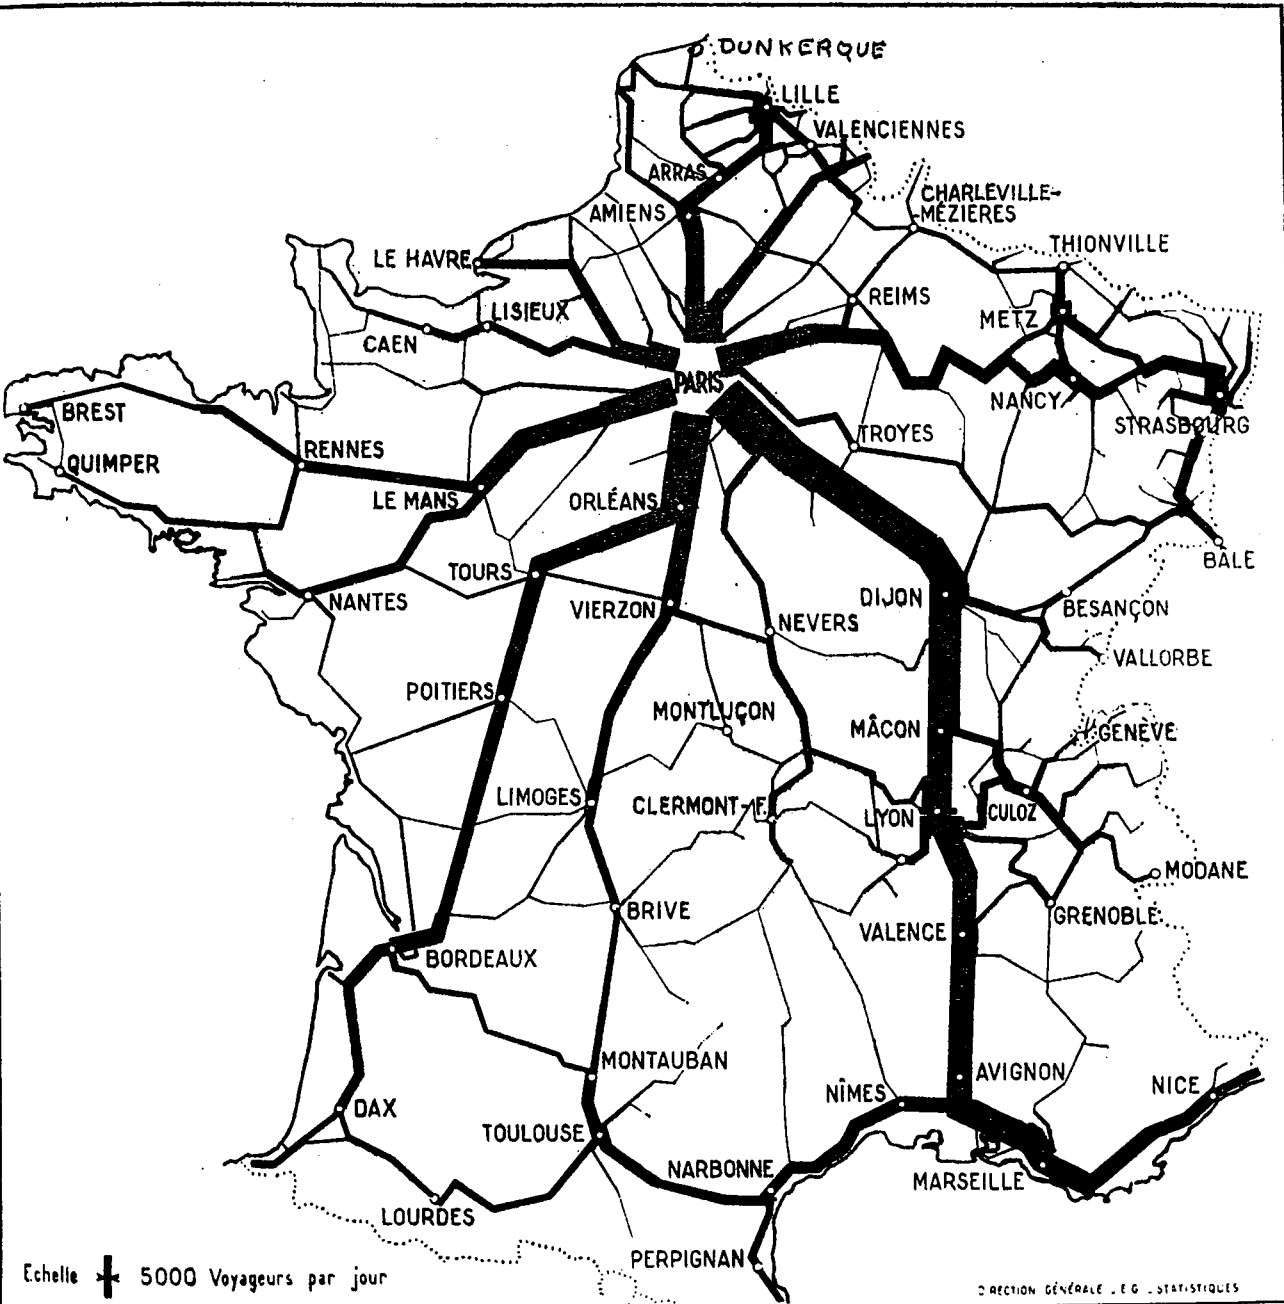 DUNKERQUE
LILLE
VALENCIENNES
ARRAS
CHARLEVILLE-
MÉZIERES
AMIENS
THIONVILLE
LE HAVRE
REIMS
LISIEUX
METZ
CAEN
PARIS
NANCY
BREST
STRASBOURG
TROYES
RENNES
QUIMPER
LE MANS
ORLÉANS
BÂLE
TOURS
DIJON
NANTES
VIERZON
BESANÇON
NEVERS
VALLORBE
POITIERS
MONTLUÇON
MÂCON
GENÈVE
LIMOGES
CLERMONT-F.
LYON
CULOZ
MODANE
BRIVE
GRENOBLE
VALENCE
BORDEAUX
MONTAUBAN
AVIGNON
NICE
NÎMES
DAX
TOULOUSE
NARBONNE
MARSEILLE
LOURDES
PERPIGNAN
Echelle 5000 Voyageurs par jour
GÉNÉRALE . E G . STATISTIQUES